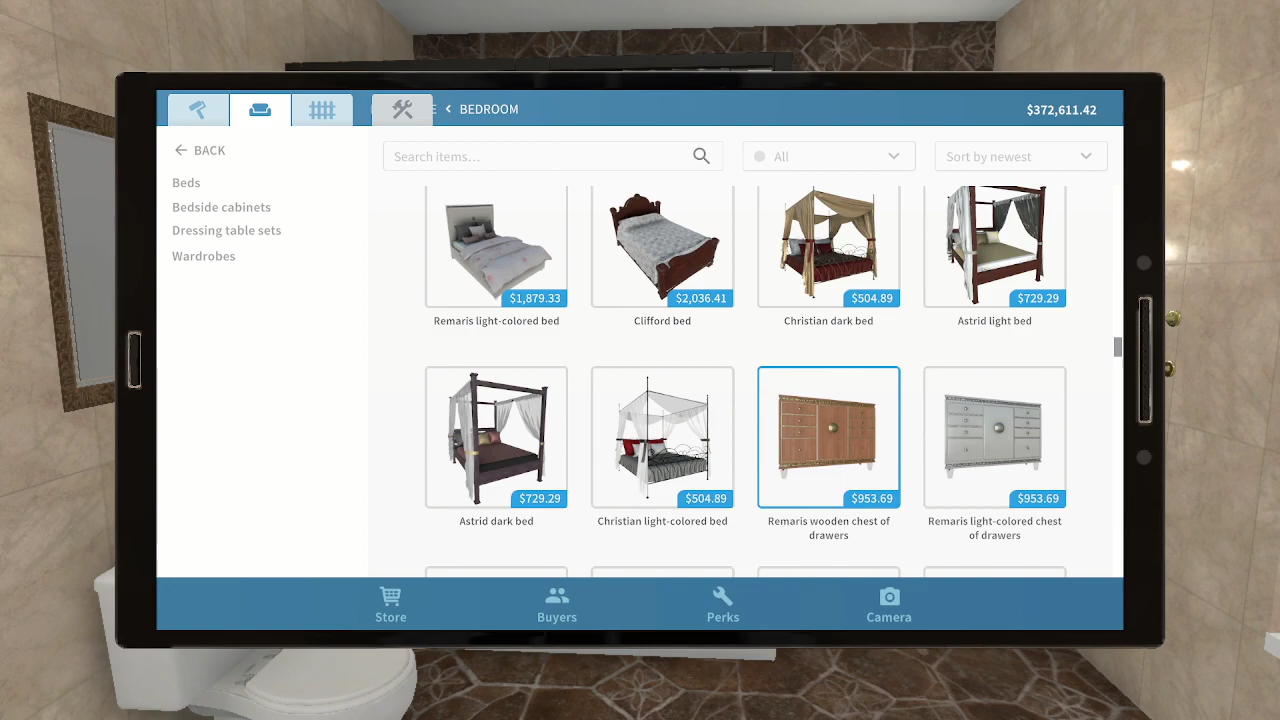 E < BEDROOM
$372,611.42
BACK
Search items...
All
Sort by newest
Beds
Bedside cabinets
Dressing table sets
Wardrobes
$1,879.33
$2,036.41
$504.89
$729.29
Remaris light-colored bed
Clifford bed
Christian dark bed
Astrid light bed
$729.29
$504.89
$953.69
$953.69
Astrid dark bed
Christian light-colored bed
Remaris wooden chest of
drawers
Remaris light-colored chest
of drawers
Store
Buyers
Perks
Camera